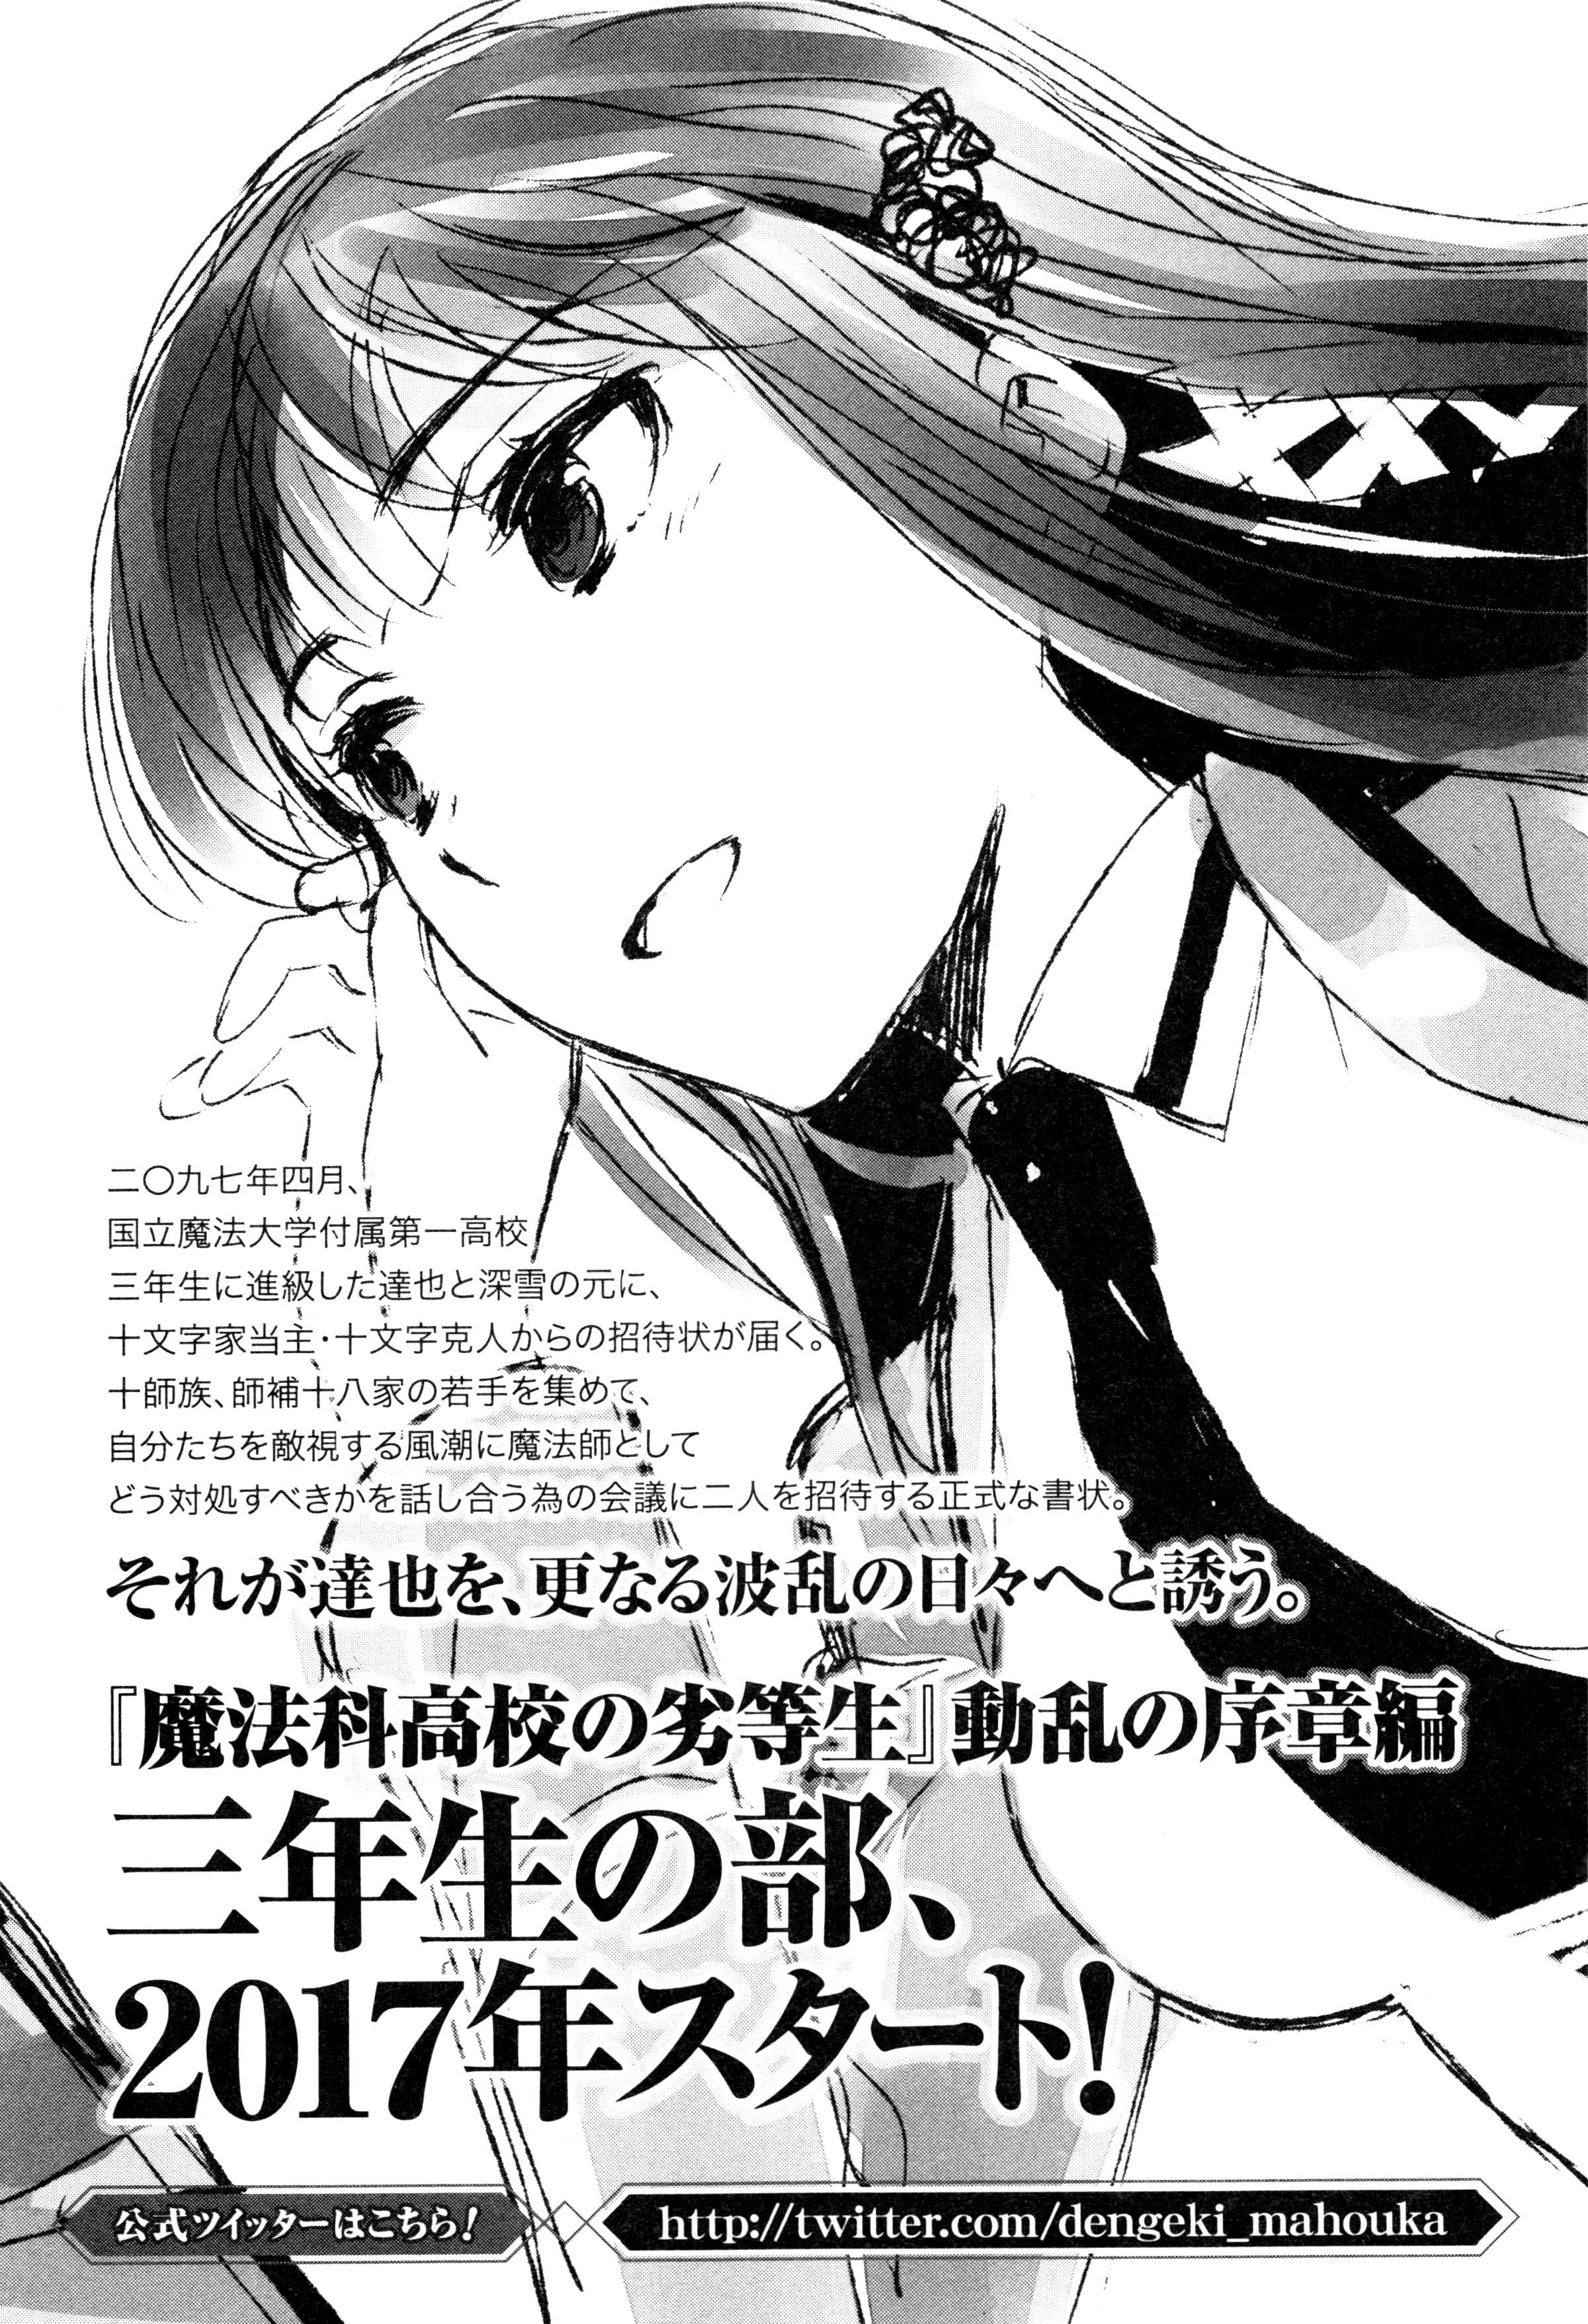 二〇九七年四月、
国立魔法大学付属第一高校
三年生に進級した達也と深雪の元に、
十文字家当主・十文字克人からの招待状が届く。
十師族、師補十八家の若手を集めて、
自分たちを敵視する風潮に魔法師として
どう対処すべきかを話し合う為の会議に二人を招待する正式な書状。
それが達也を、更なる波乱の日々へと誘う。
『魔法科高校の劣等生』動乱の序章編
三年生の部、
2017年スタート!
公式ツイッターはこちら!
http://twitter.com/dengeki_mahouka